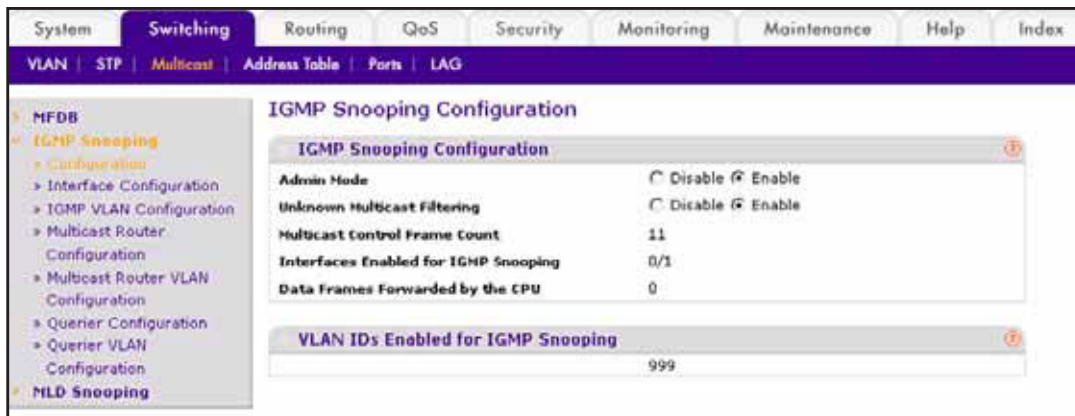 System Switching Routing QoS Security Monitoring Maintenance Help Index
VLAN | STP | Multicast | Address Table | Ports | LAG
MFDB
IGMP Snooping
» Configuration
» Interface Configuration
» IGMP VLAN Configuration
» Multicast Router
Configuration
» Multicast Router VLAN
Configuration
» Querier Configuration
» Querier VLAN
Configuration
MLD Snooping
IGMP Snooping Configuration
IGMP Snooping Configuration
Admin Mode Disable Enable
Unknown Multicast Filtering Disable Enable
Multicast Control Frame Count 11
Interfaces Enabled for IGMP Snooping 0/1
Data Frames Forwarded by the CPU 0
VLAN IDs Enabled for IGMP Snooping
999